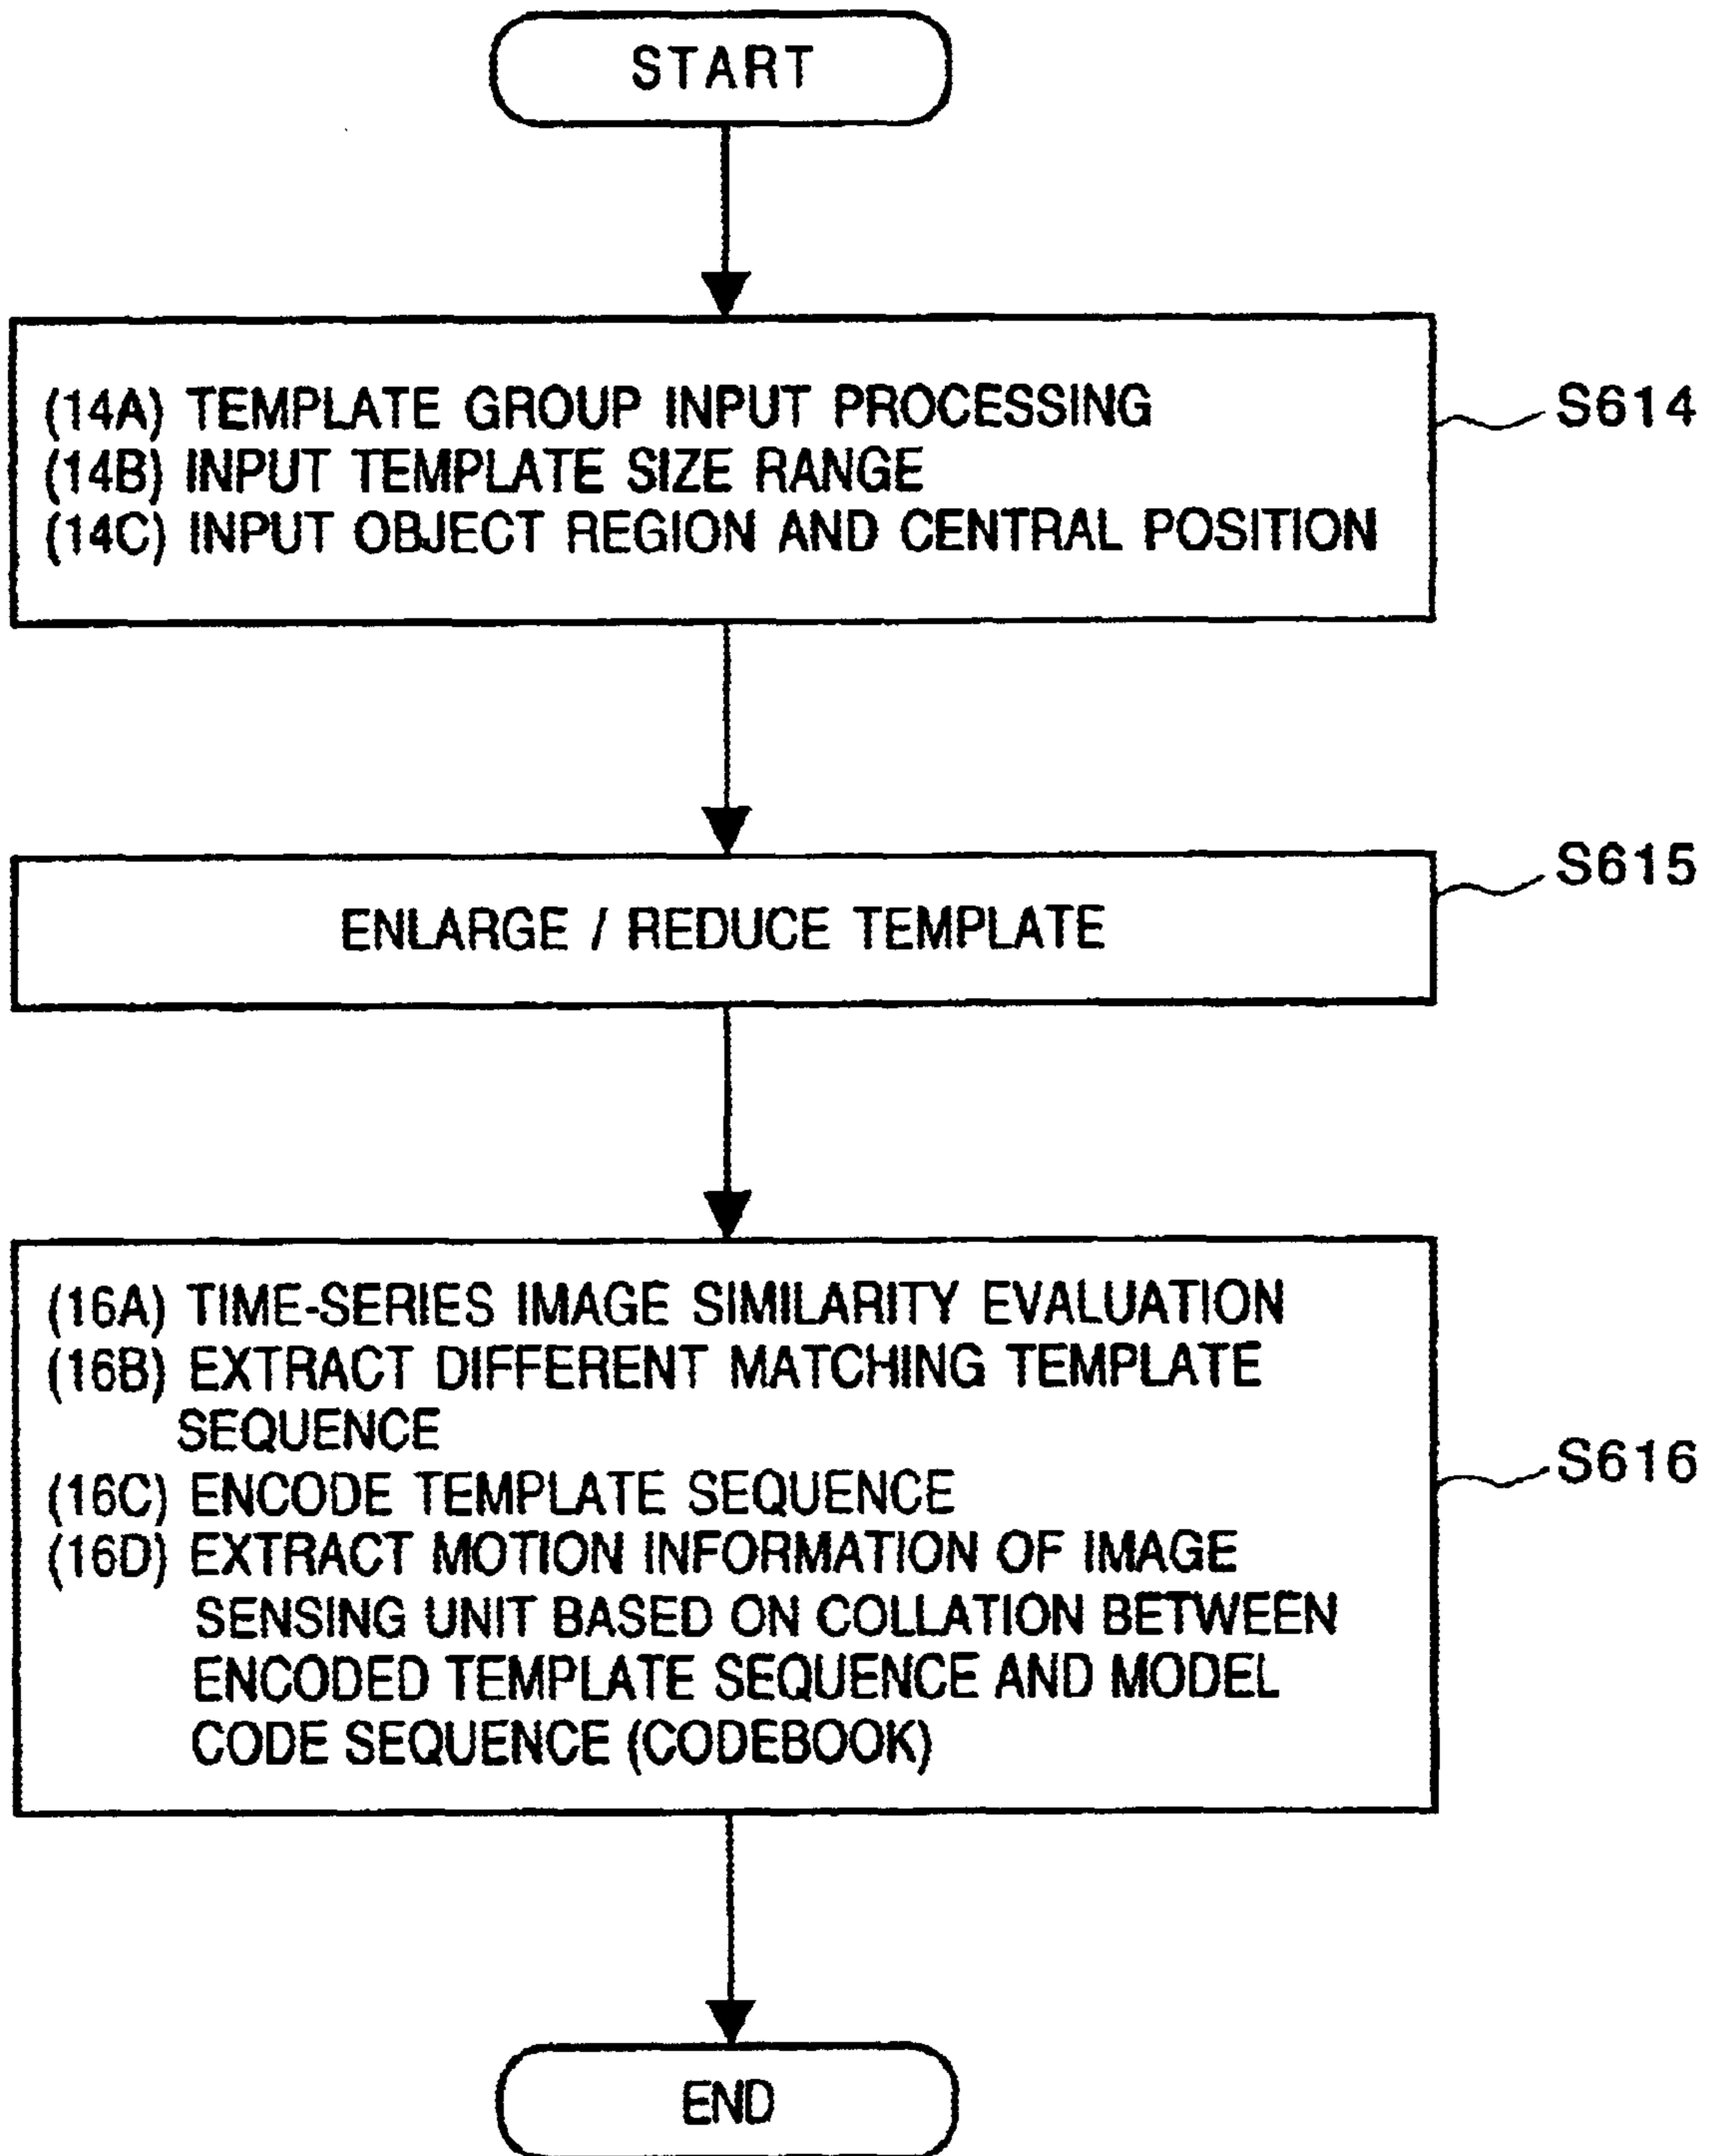 START
(14A) TEMPLATE GROUP INPUT PROCESSING
(14B) INPUT TEMPLATE SIZE RANGE
(14C) INPUT OBJECT REGION AND CENTRAL POSITION
S614
ENLARGE / REDUCE TEMPLATE
S615
(16A) TIME-SERIES IMAGE SIMILARITY EVALUATION
(16B) EXTRACT DIFFERENT MATCHING TEMPLATE
SEQUENCE
(16C) ENCODE TEMPLATE SEQUENCE
(16D) EXTRACT MOTION INFORMATION OF IMAGE
SENSING UNIT BASED ON COLLATION BETWEEN
ENCODED TEMPLATE SEQUENCE AND MODEL
CODE SEQUENCE (CODEBOOK)
S616
END